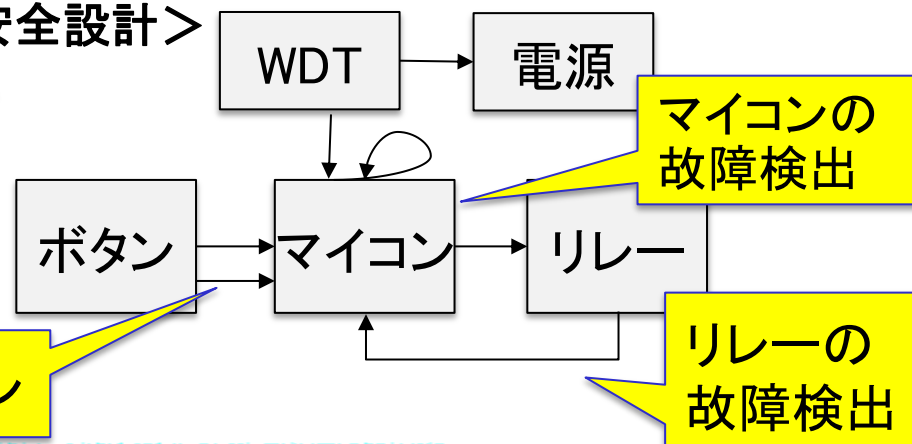 安全設計＞
WDT
電源
マイコンの
故障検出
ボタン
マイコン
リレー
ン
リレーの
故障検出